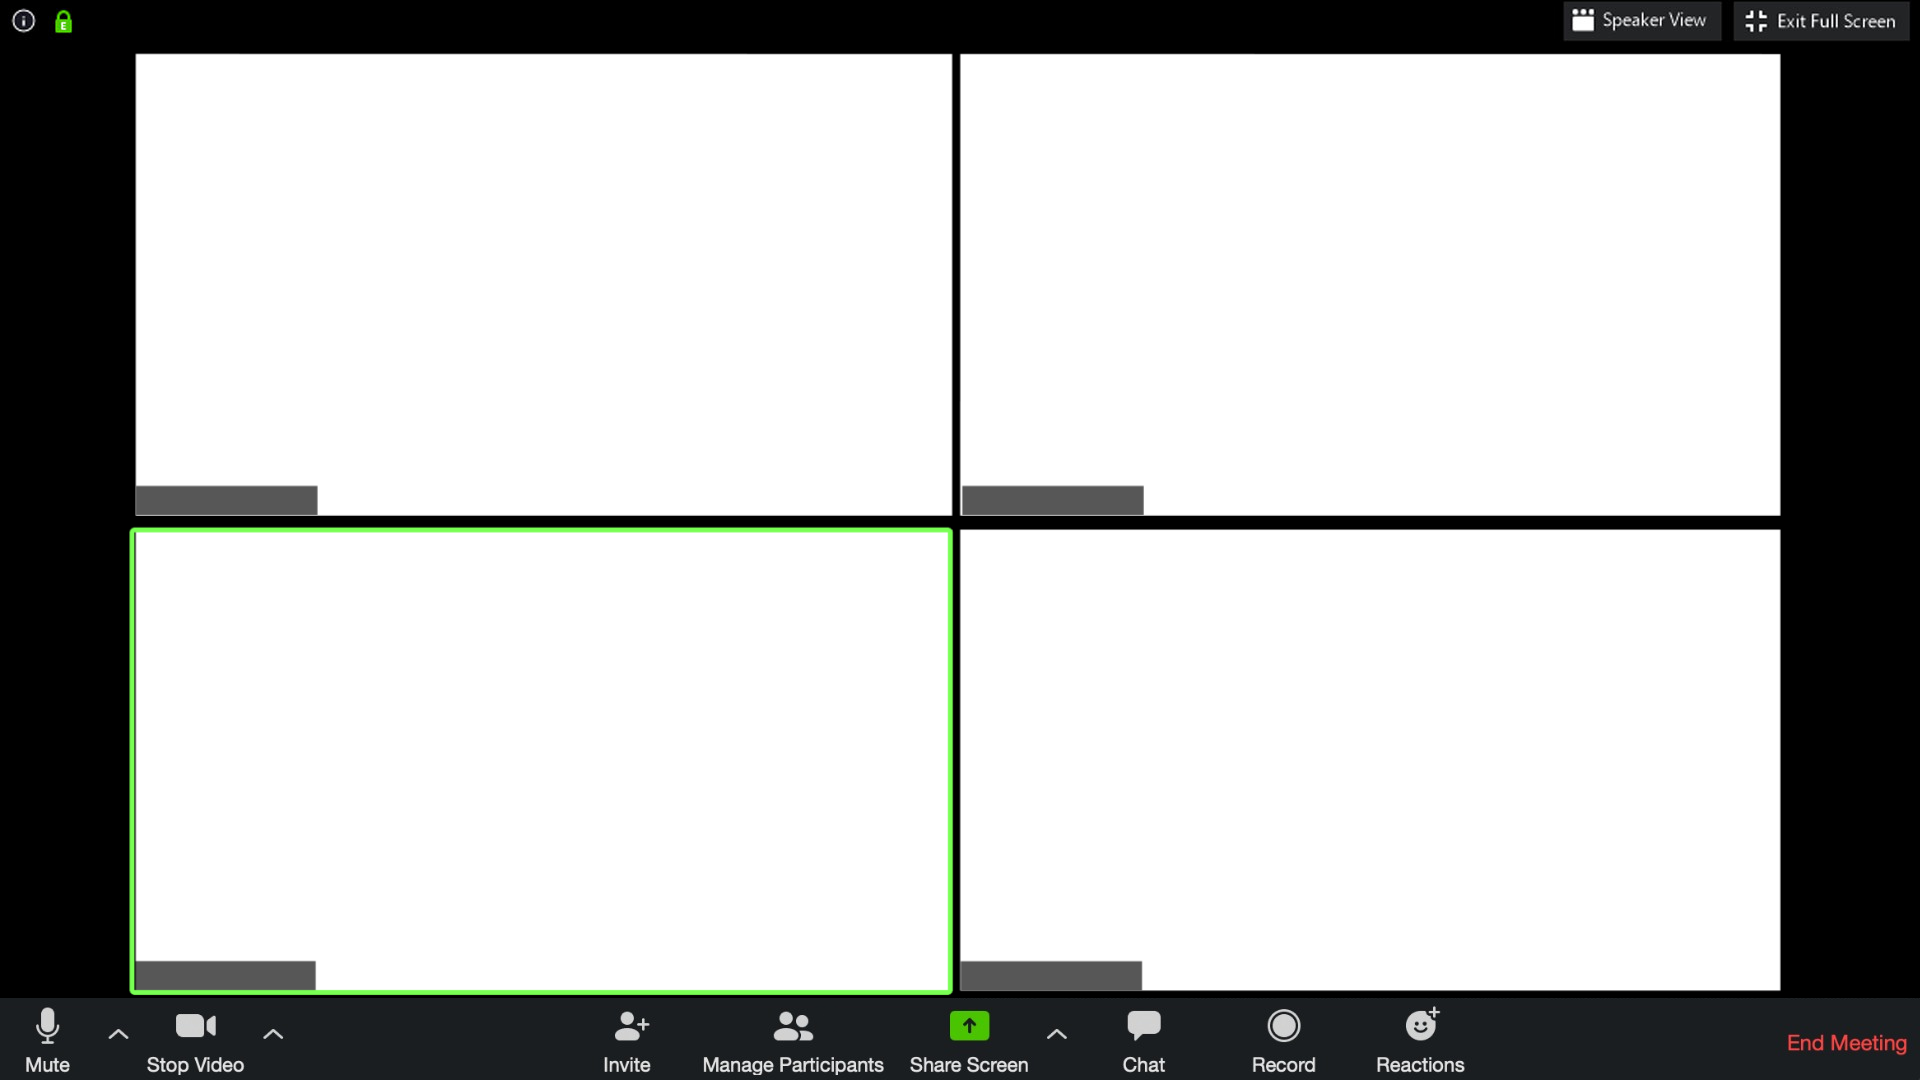 Speaker View
Exit Full Screen
E
Mute
Stop Video
Invite
Manage Participants
Share Screen
Chat
Record
Reactions
End Meeting